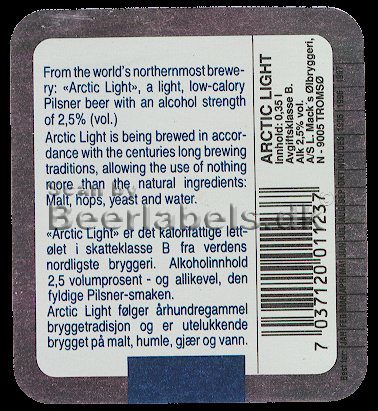 From the world's northernmost brewe-
ry: «Arctic Light», a light, low-calory
Pilsner beer with an alcohol strength
of 2,5% (vol.)
Arctic Light is being brewed in accor-
dance with the centuries long brewing
traditions, allowing the use of nothing
more than the natural ingredients:
Malt, hops, yeast and water.
Beerlabels.dk
«Arctic Light» er det kalorifattige lett-
ølet i skatteklasse B fra verdens
nordligste bryggeri. Alkoholinnhold
2,5 volumprosent - og allikevel, den
fyldige Pilsner-smaken.
Arctic Light følger århundregammel
bryggetradisjon og er utelukkende
brygget på malt, humle, gjær og vann.
ARCTIC LIGHT
Innhold: 0,35 l
Avgiftsklasse B.
Alk 2,5% vol.
A/S L. Mack's Ølbryggeri,
N - 9005 TROMSØ
7 037120 011237
Best før: